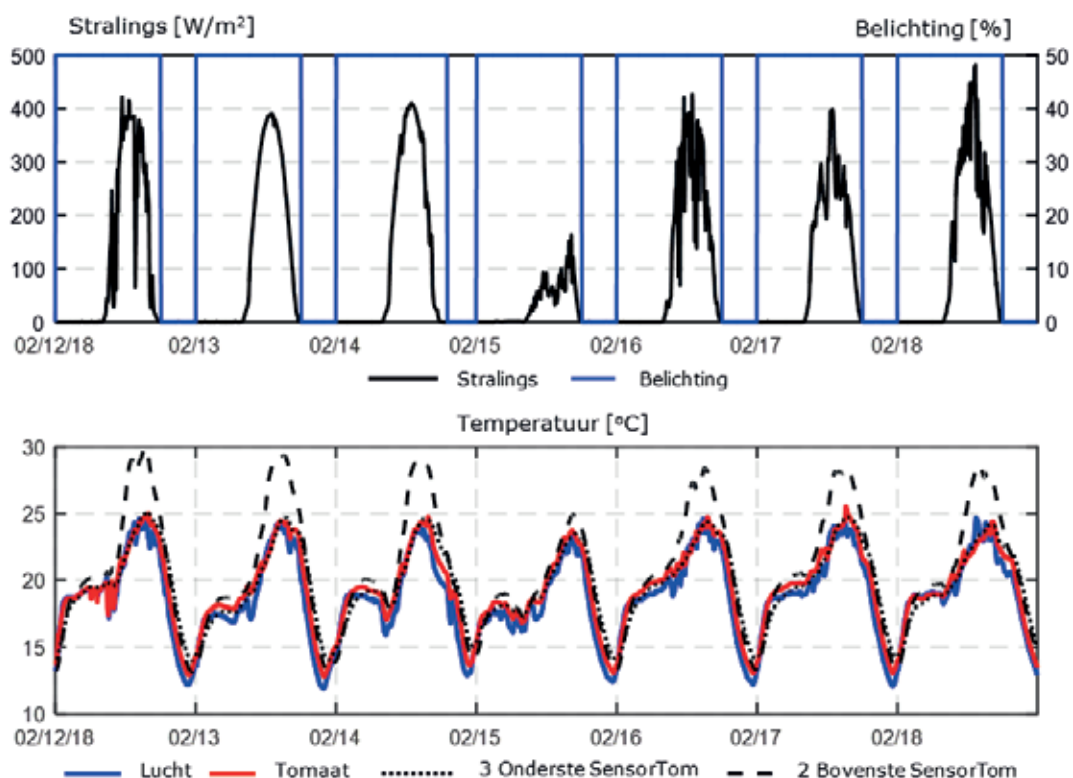 Stralings [W/m²] Belichting [%]
500 50
400 40
300 30
200 20
100 10
0 0
02/12/18 02/13 02/14 02/15 02/16 02/17 02/18
Stralings Belichting
Temperatuur [°C]
30
25
20
15
10
02/12/18 02/13 02/14 02/15 02/16 02/17 02/18
Lucht Tomaat 3 Onderste SensorTom 2 Bovenste SensorTom